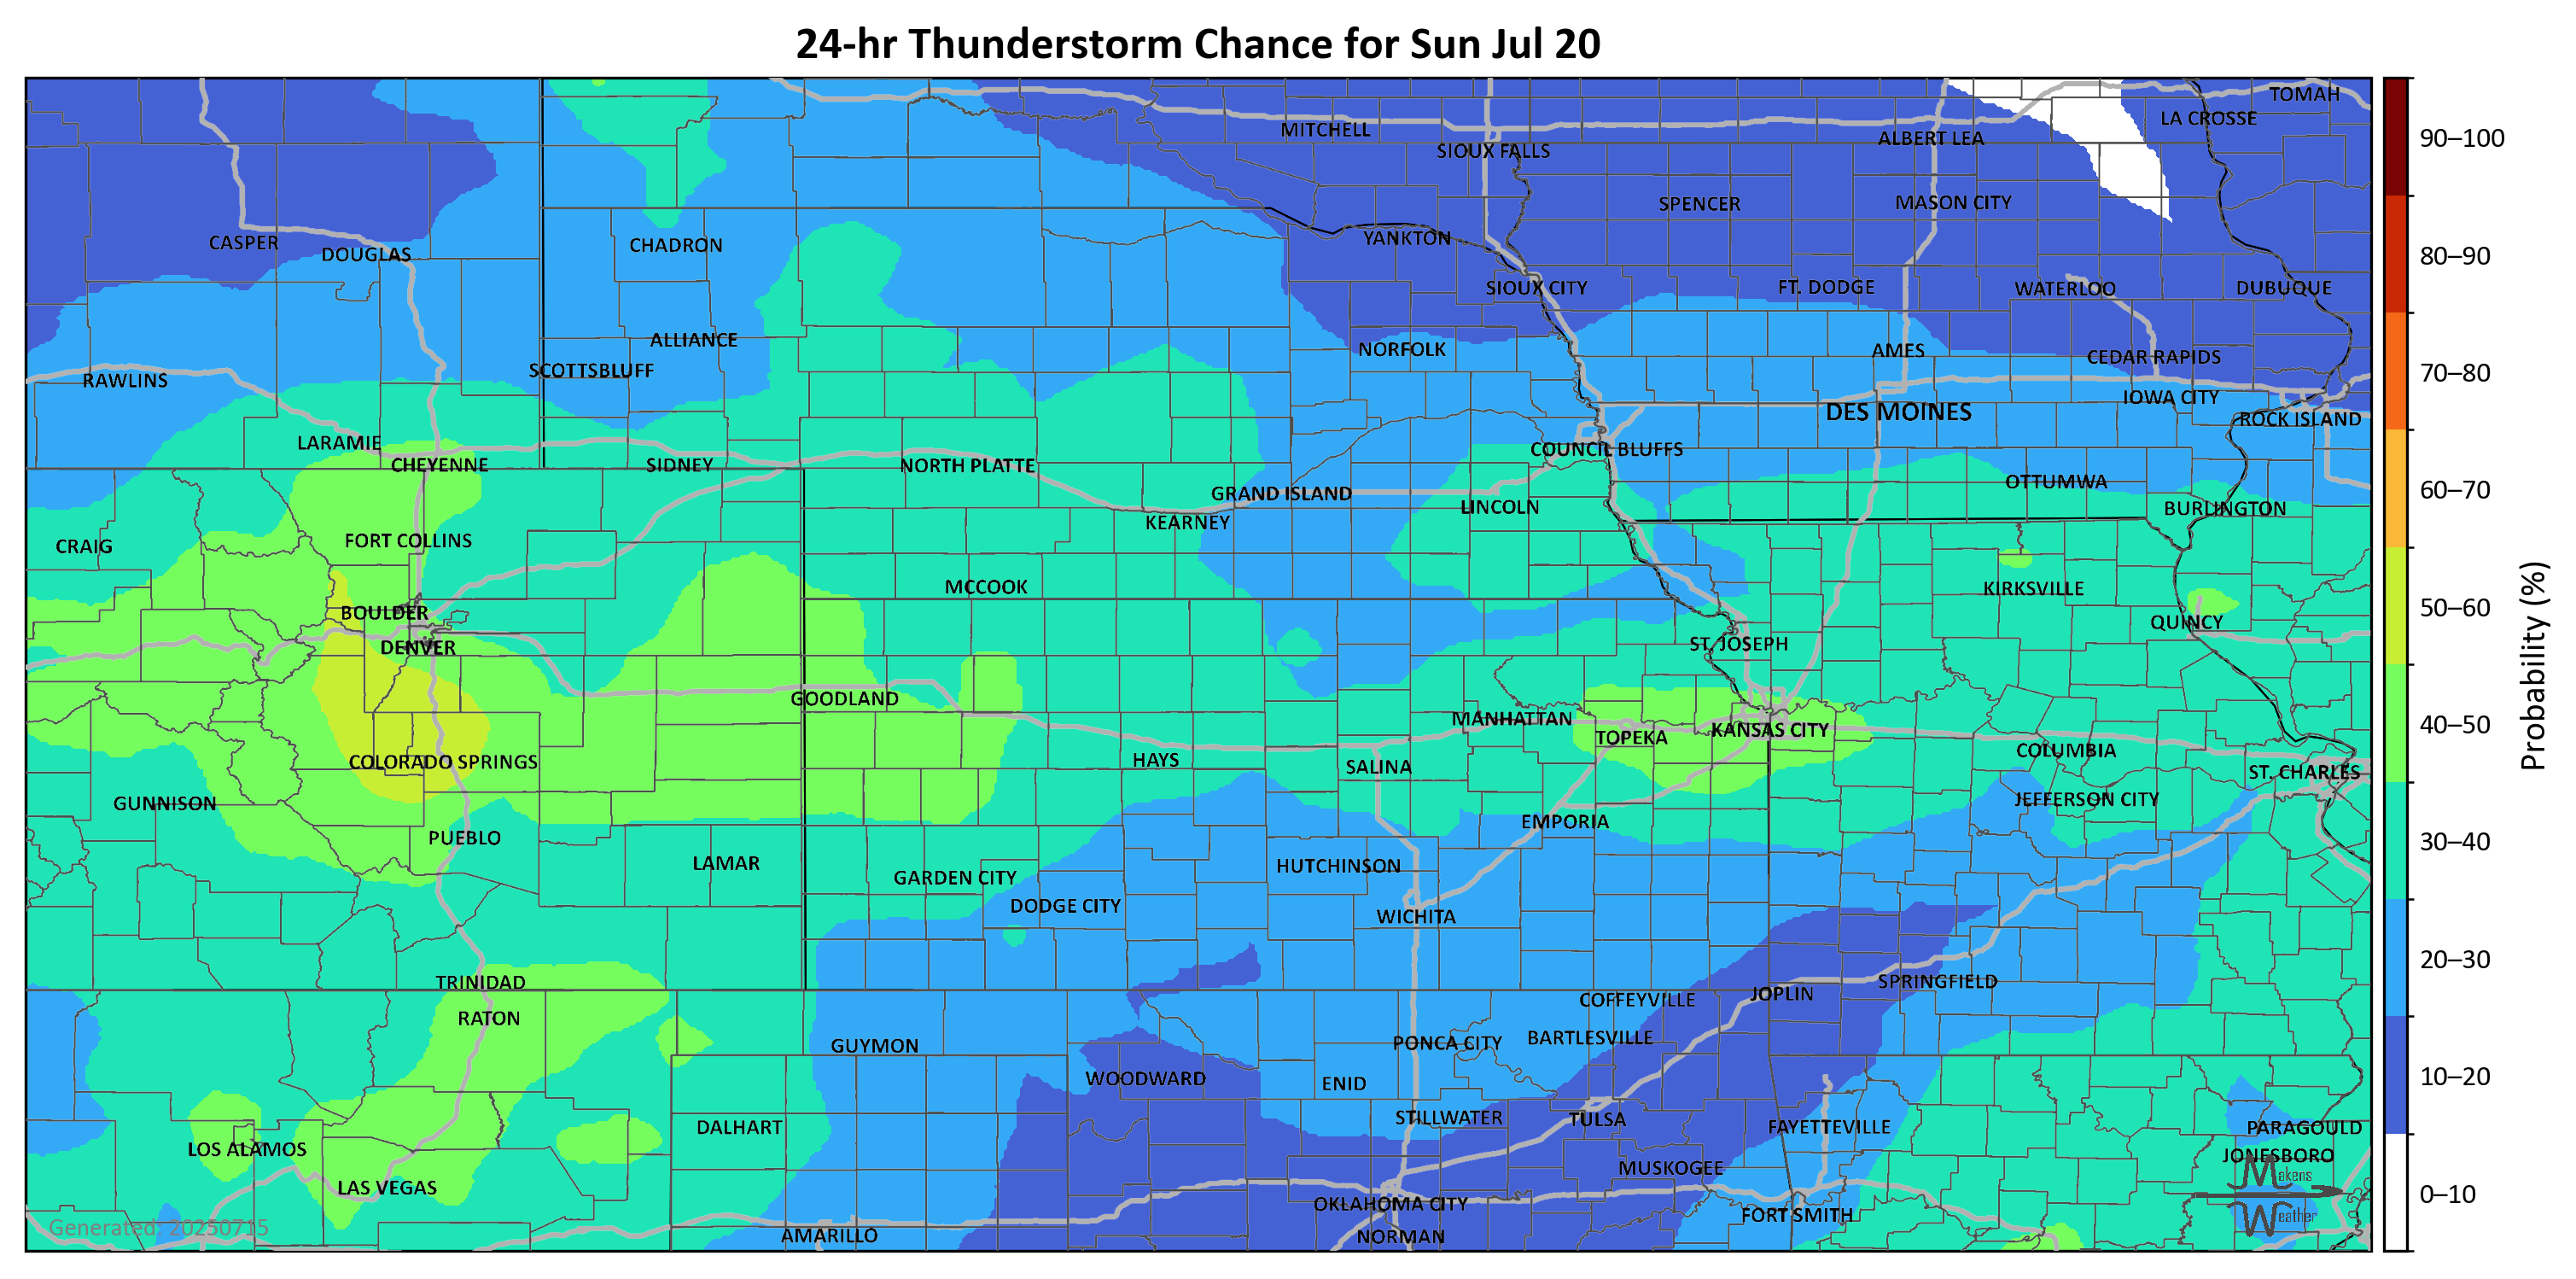 24-hr Thunderstorm Chance for Sun Jul 20
TOMAH
LA CROSSE
MITCHELL
ALBERT LEA
90–100
SIOUX FALLS
SPENCER
MASON CITY
YANKTON
CASPER
CHADRON
DOUGLAS
80–90
SIOUX CITY
FT. DODGE
WATERLOO
DUBUQUE
ALLIANCE
NORFOLK
AMES
CEDAR RAPIDS
SCOTTSBLUFF
70–80
RAWLINS
IOWA CITY
DES MOINES
ROCK ISLAND
LARAMIE
COUNCIL BLUFFS
60–70
CHEYENNE
SIDNEY
NORTH PLATTE
OTTUMWA
GRAND ISLAND
LINCOLN
BURLINGTON
KEARNEY
FORT COLLINS
CRAIG
MCCOOK
KIRKSVILLE
50–60
BOULDER
QUINCY
DENVER
ST. JOSEPH
Probability (%)
GOODLAND
MANHATTAN
TOPEKA
KANSAS CITY
40–50
COLUMBIA
COLORADO SPRINGS
HAYS
SALINA
ST. CHARLES
GUNNISON
JEFFERSON CITY
EMPORIA
PUEBLO
30–40
LAMAR
HUTCHINSON
GARDEN CITY
DODGE CITY
WICHITA
20–30
TRINIDAD
SPRINGFIELD
JOPLIN
COFFEYVILLE
RATON
GUYMON
PONCA CITY
BARTLESVILLE
WOODWARD
ENID
10–20
STILLWATER
TULSA
DALHART
FAYETTEVILLE
PARAGOULD
LOS ALAMOS
JONESBORO
MUSKOGEE
Makens
LAS VEGAS
0–10
OKLAHOMA CITY
FORT SMITH
Weather
Generated: 20250715
AMARILLO
NORMAN